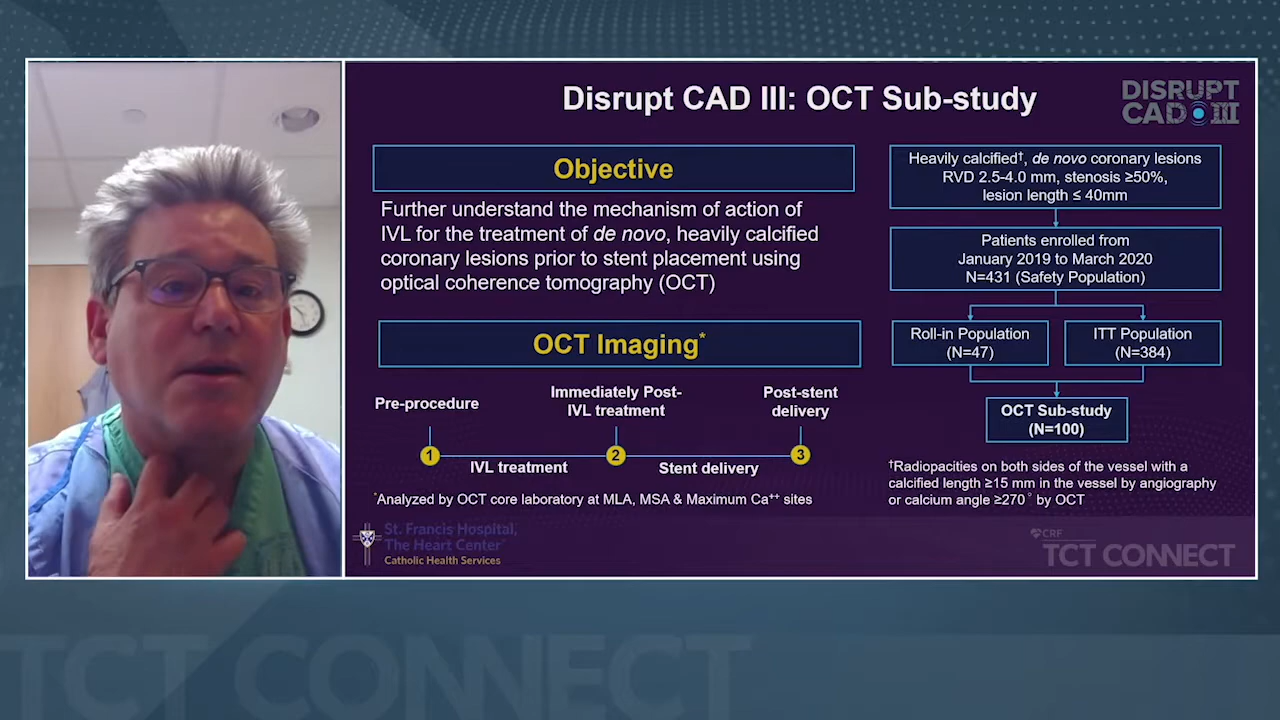 Disrupt CAD III: OCT Sub-study
DISRUPT
CAD III
Objective
Further understand the mechanism of action of
IVL for the treatment of de novo, heavily calcified
coronary lesions prior to stent placement using
optical coherence tomography (OCT)
OCT Imaging*
Pre-procedure
Immediately Post-
IVL treatment
Post-stent
delivery
1
2
3
IVL treatment
Stent delivery
*Analyzed by OCT core laboratory at MLA, MSA & Maximum Ca⁺⁺ sites
Heavily calcified†, de novo coronary lesions
RVD 2.5-4.0 mm, stenosis ≥50%,
lesion length ≤ 40mm
Patients enrolled from
January 2019 to March 2020
N=431 (Safety Population)
Roll-in Population
(N=47)
ITT Population
(N=384)
OCT Sub-study
(N=100)
†Radiopacities on both sides of the vessel with a
calcified length ≥15 mm in the vessel by angiography
or calcium angle ≥270° by OCT
St. Francis Hospital,
The Heart Center
Catholic Health Services
CRF
TCT CONNECT
TCT CONNECT